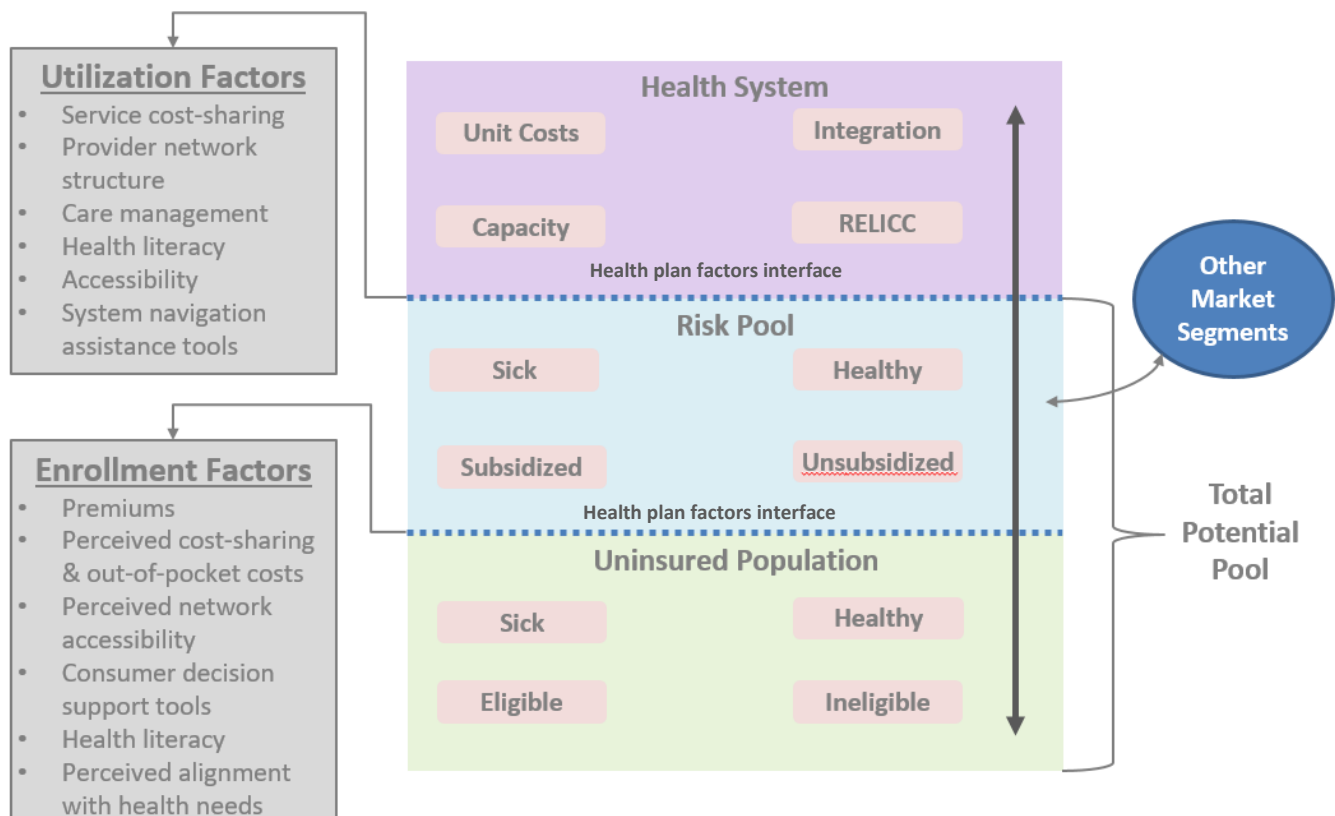 Utilization Factors
• Service cost-sharing
• Provider network
structure
• Care management
• Health literacy
• Accessibility
• System navigation
assistance tools
Enrollment Factors
• Premiums
• Perceived cost-sharing
& out-of-pocket costs
• Perceived network
accessibility
• Consumer decision
support tools
• Health literacy
• Perceived alignment
with health needs
Health System
Unit Costs
Integration
Capacity
RELICC
Health plan factors interface
Risk Pool
Sick
Healthy
Subsidized
Unsubsidized
Health plan factors interface
Uninsured Population
Sick
Healthy
Eligible
Ineligible
Other
Market
Segments
Total
Potential
Pool